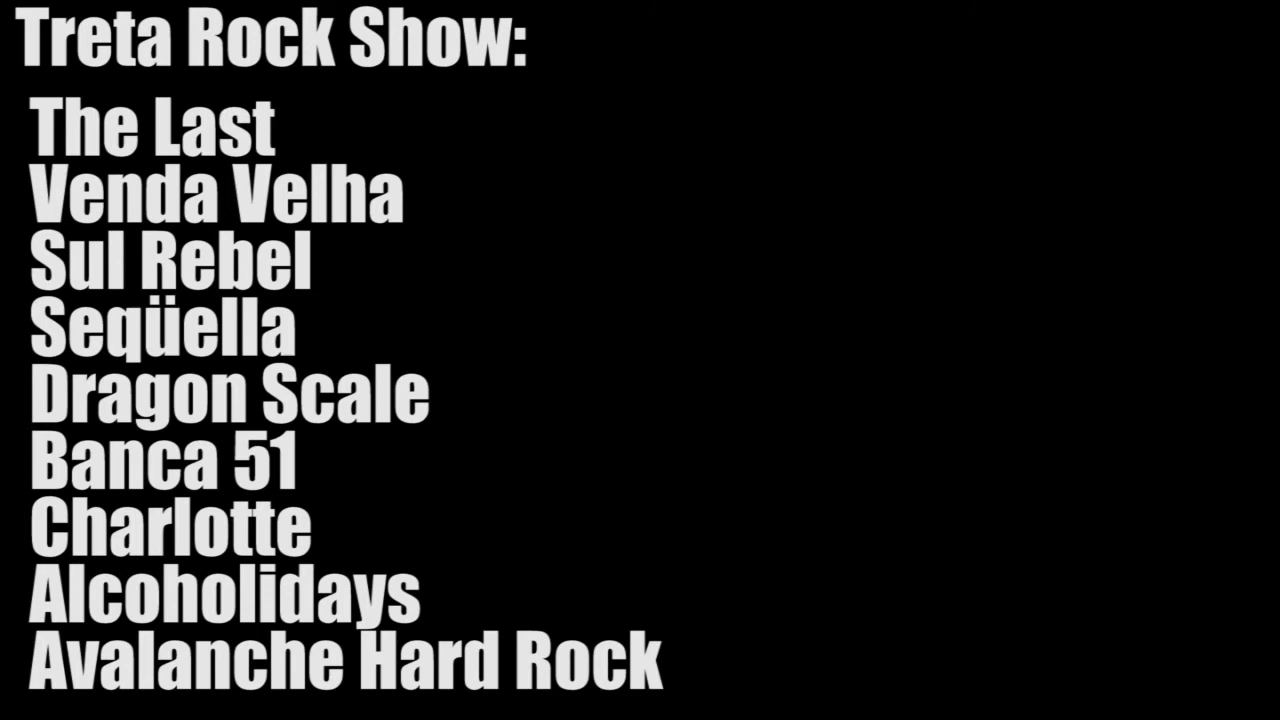 Treta Rock Show:
The Last
Venda Velha
Sul Rebel
Seqüella
Dragon Scale
Banca 51
Charlotte
Alcoholidays
Avalanche Hard Rock